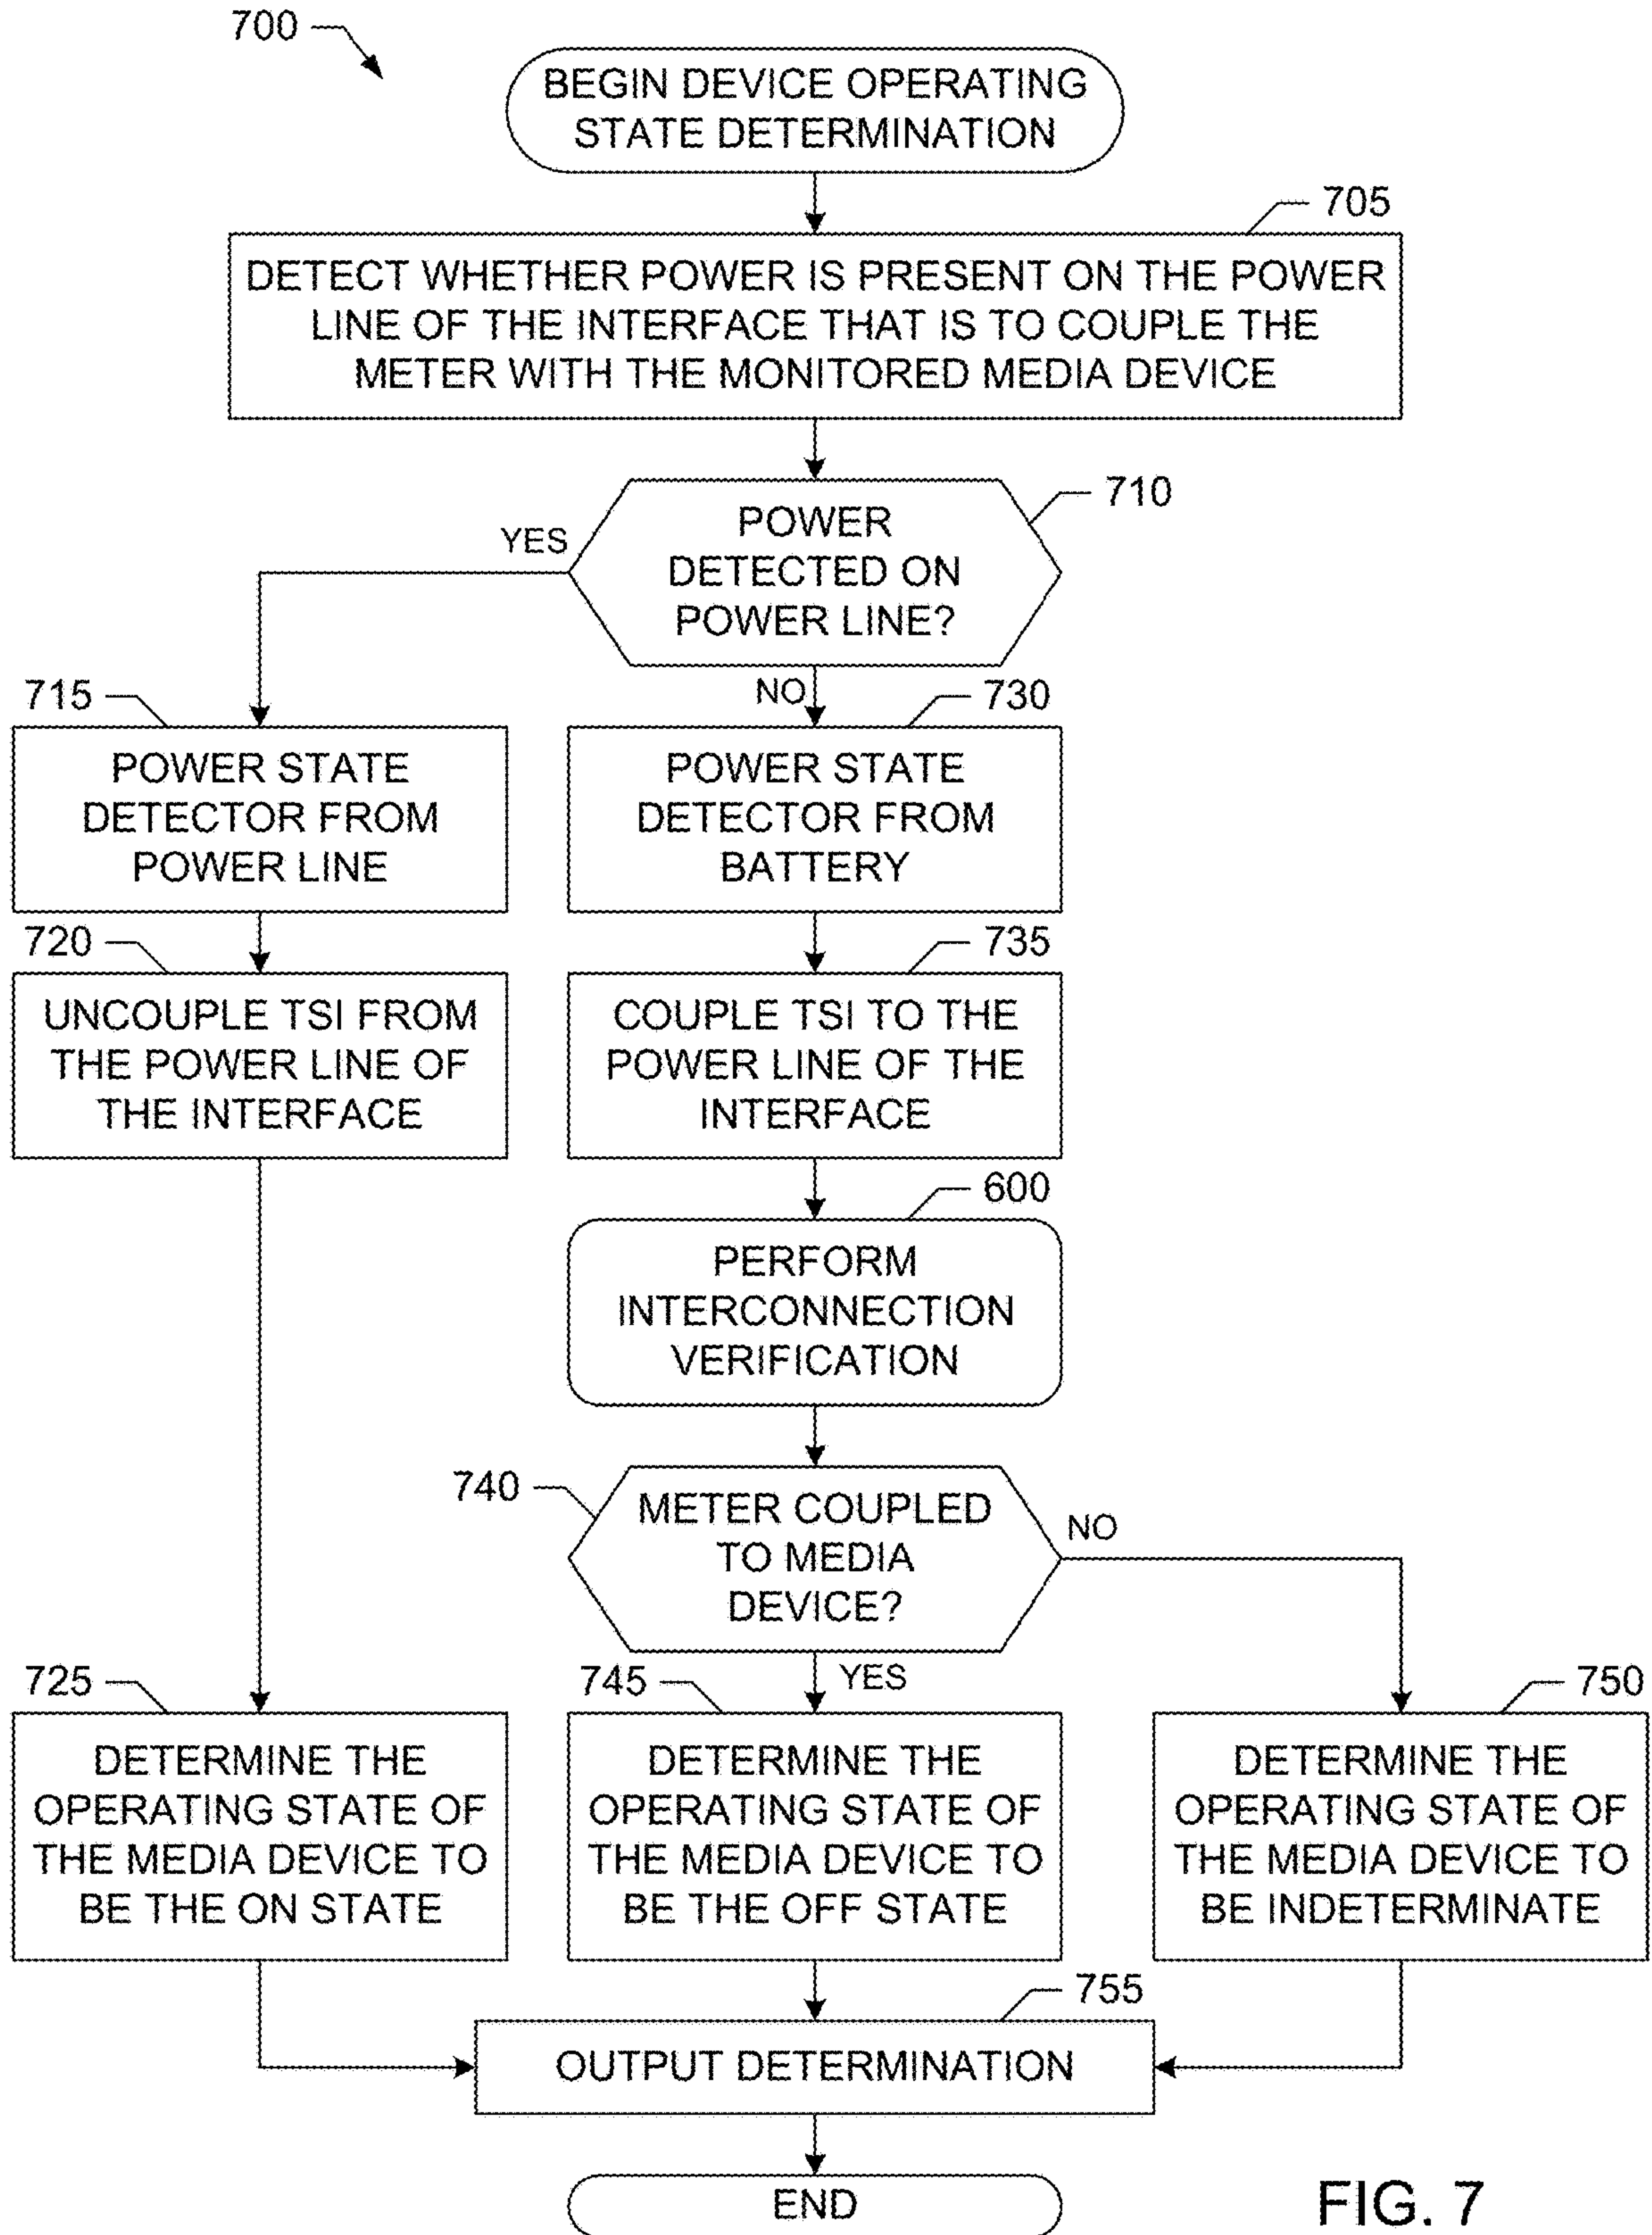 700
BEGIN DEVICE OPERATING
STATE DETERMINATION
705
DETECT WHETHER POWER IS PRESENT ON THE POWER
LINE OF THE INTERFACE THAT IS TO COUPLE THE
METER WITH THE MONITORED MEDIA DEVICE
710
POWER
DETECTED ON
POWER LINE?
YES
NO
715
POWER STATE
DETECTOR FROM
POWER LINE
730
POWER STATE
DETECTOR FROM
BATTERY
720
UNCOUPLE TSI FROM
THE POWER LINE OF
THE INTERFACE
735
COUPLE TSI TO THE
POWER LINE OF THE
INTERFACE
600
PERFORM
INTERCONNECTION
VERIFICATION
740
METER COUPLED
TO MEDIA
DEVICE?
NO
YES
725
DETERMINE THE
OPERATING STATE OF
THE MEDIA DEVICE TO
BE THE ON STATE
745
DETERMINE THE
OPERATING STATE OF
THE MEDIA DEVICE TO
BE THE OFF STATE
750
DETERMINE THE
OPERATING STATE OF
THE MEDIA DEVICE TO
BE INDETERMINATE
755
OUTPUT DETERMINATION
END
FIG. 7